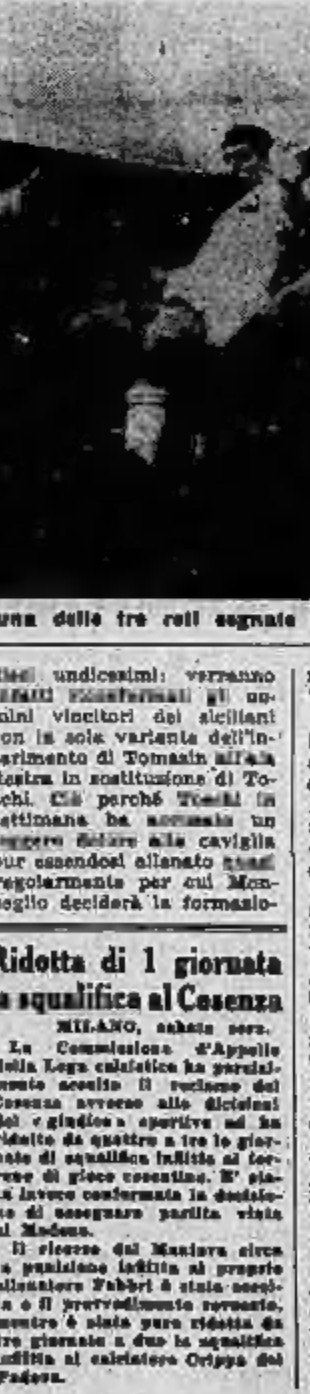 una delle tre reti segnate
dieci undicesimi: verranno
infatti riconfermati gli uo-
mini vincitori dei siciliani
con la sola variante dell'in-
serimento di Tomasin all'ala
destra in sostituzione di To-
schi. Ciò perché Toschi in
settimana ha accusato un
leggero dolore alla caviglia
pur essendosi allenato quasi
regolarmente per cui Mon-
deciderà la formazio-
Ridotta di 1 giornata
la squalifica al Cosenza
MILANO, sabato sera.
La Commissione d'Appello
della Lega calcistica ha parzial-
mente accolto il reclamo del
Cosenza avverso alle decisioni
del « giudice » sportivo ed ha
ridotto da quattro a tre le gior-
nate di squalifica inflitte al ter-
reno di gioco cosentino. E' sta-
ta invece confermata la decisio-
ne di assegnare partita vinta
al Modena.
Il ricorso del Mantova circa
la punizione inflitta al proprio
allenatore Fabbri è stato accol-
to e il provvedimento revocato,
mentre è stata pure ridotta da
tre giornate a due la squalifica
inflitta al calciatore Crippa del
Padova.